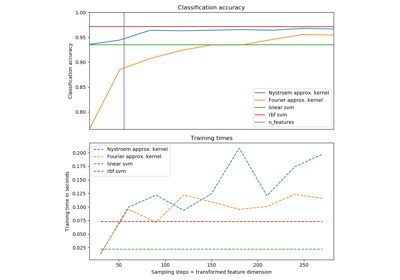 Classification accuracy
1.00
0.95
0.90
0.85
0.80
Classification accuracy
Nystroem approx. kernel
Fourier approx. kernel
linear svm
rbf svm
n_features
Training times
0.200
0.175
0.150
0.125
0.100
0.075
0.050
0.025
Training time in seconds
Nystroem approx. kernel
Fourier approx. kernel
linear svm
rbf svm
50
100
150
200
250
Sampling steps = transformed feature dimension